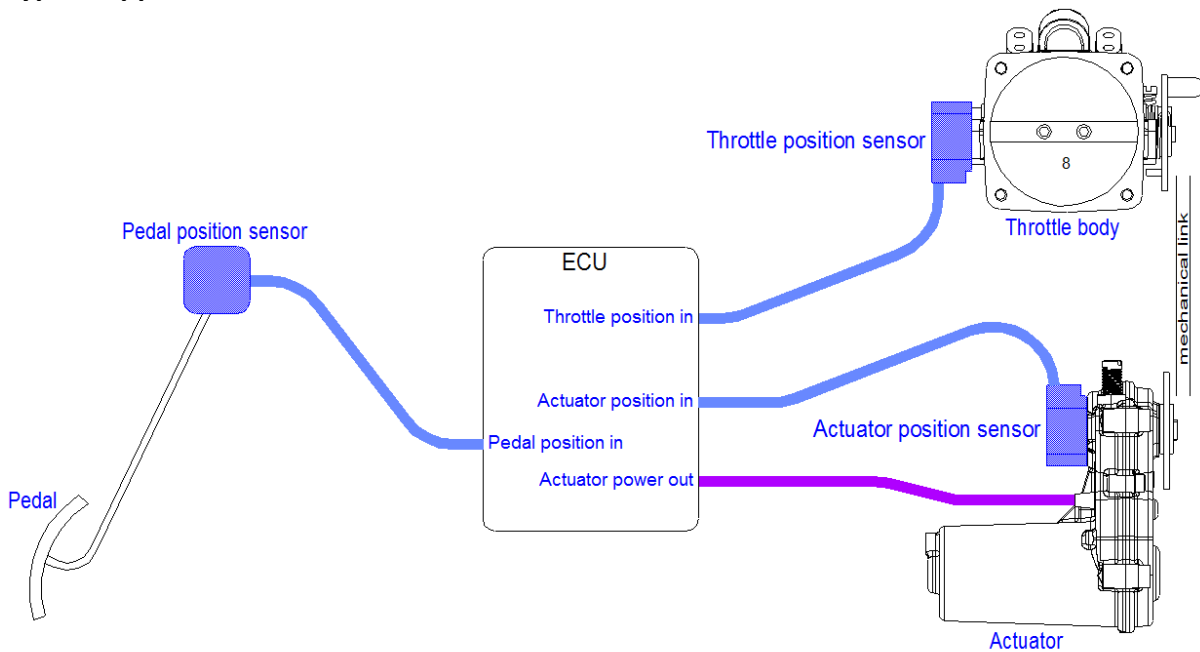 Throttle position sensor
8
Throttle body
Pedal position sensor
ECU
mechanical link
Throttle position in
Actuator position in
Actuator position sensor
Pedal position in
Actuator power out
Pedal
Actuator